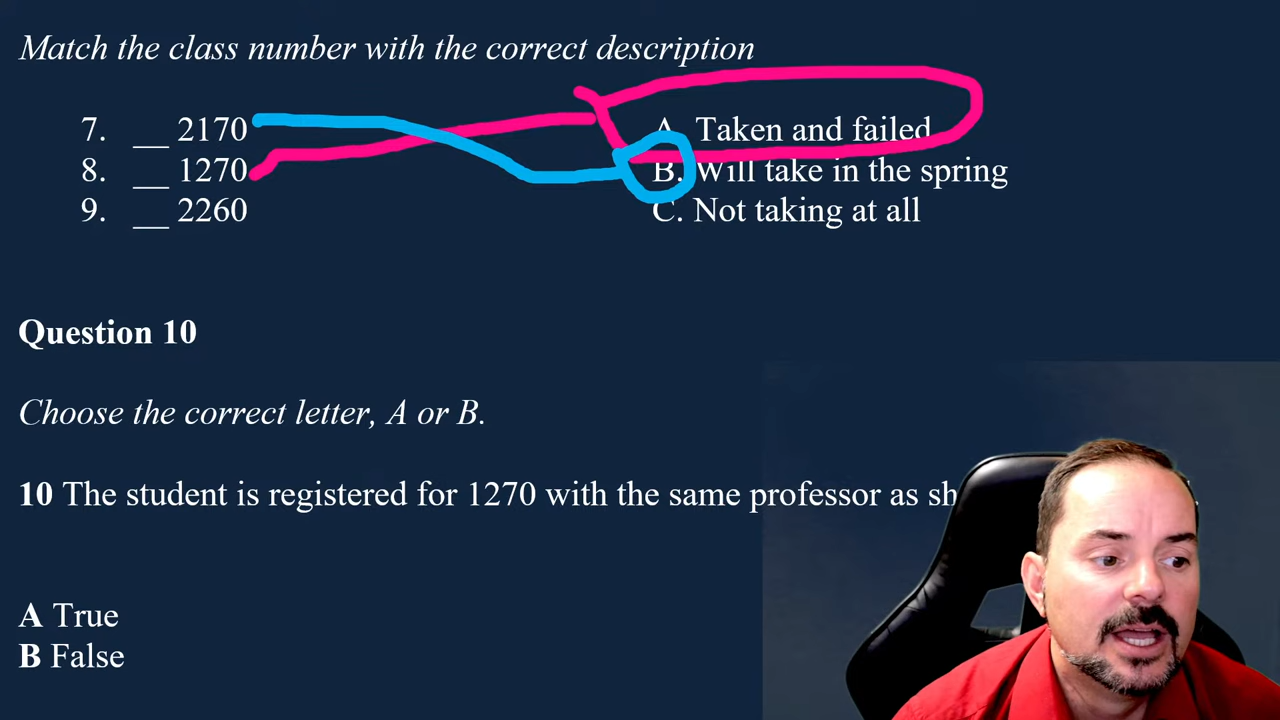 Match the class number with the correct description
7. __ 2170 A. Taken and failed
8. __ 1270 B. Will take in the spring
9. __ 2260 C. Not taking at all
Question 10
Choose the correct letter, A or B.
10 The student is registered for 1270 with the same professor as
A True
B False